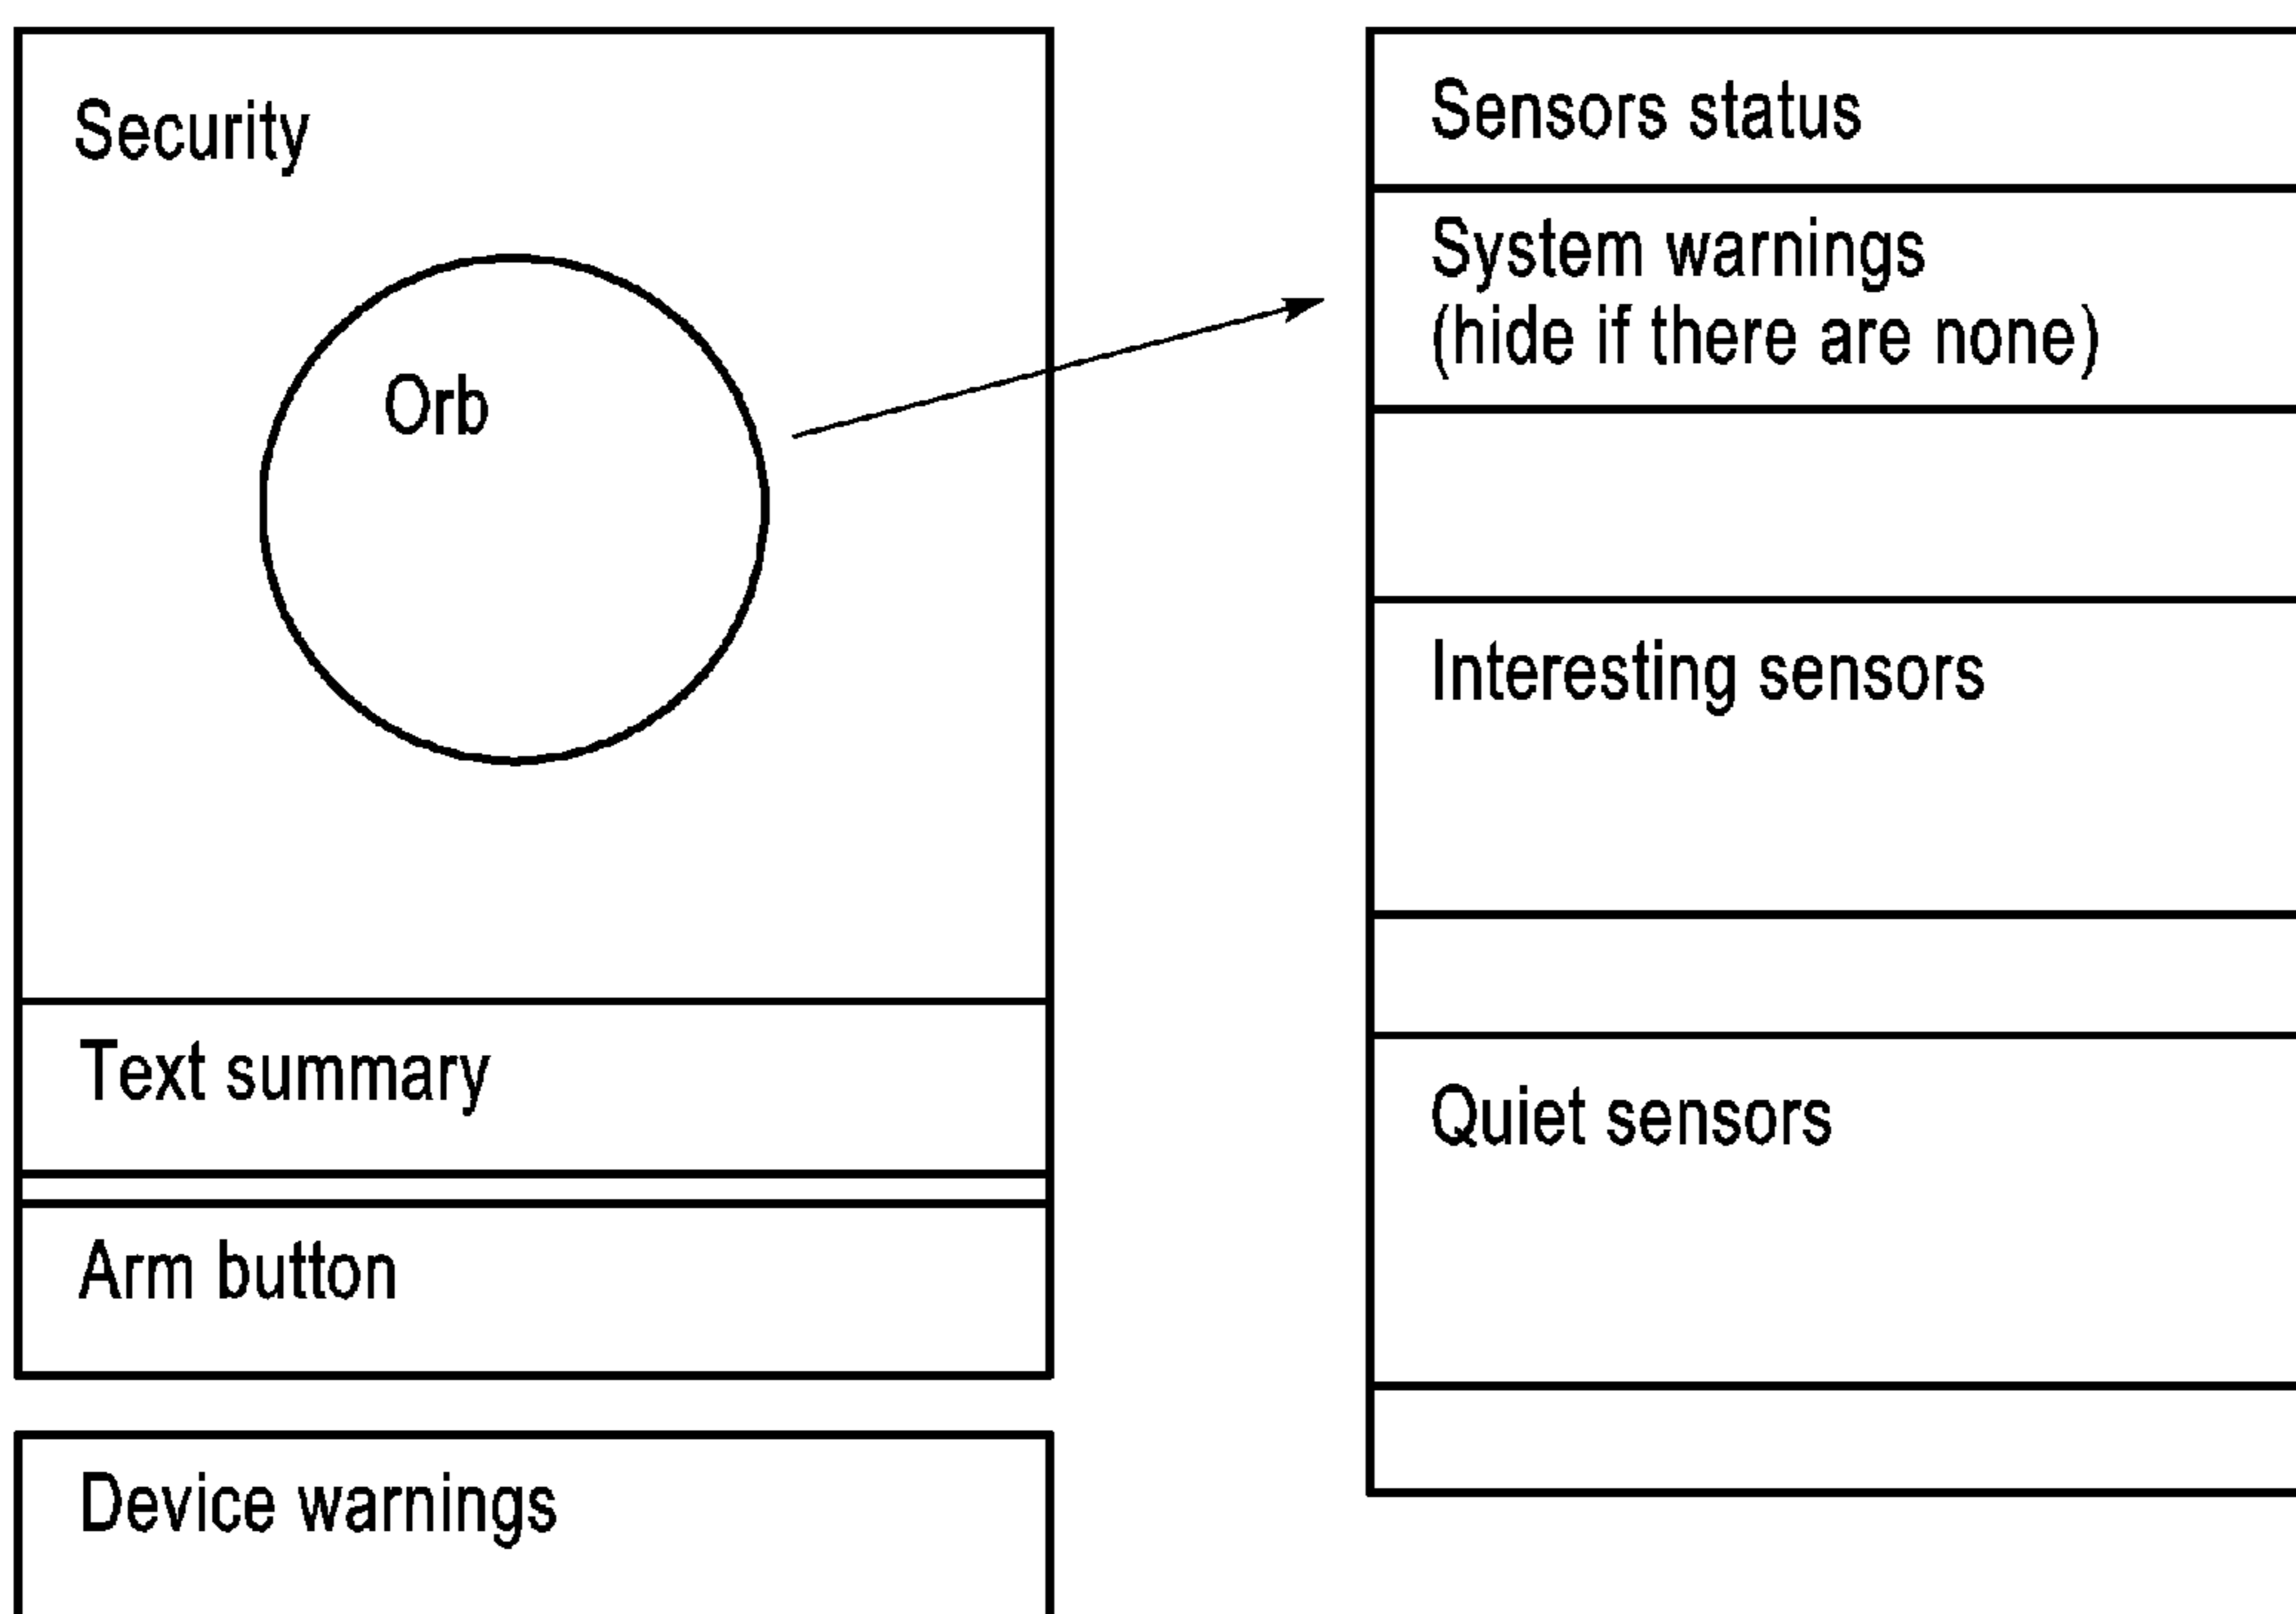 Security
Orb
Text summary
Arm button
Device warnings
Sensors status
System warnings
(hide if there are none)
Interesting sensors
Quiet sensors